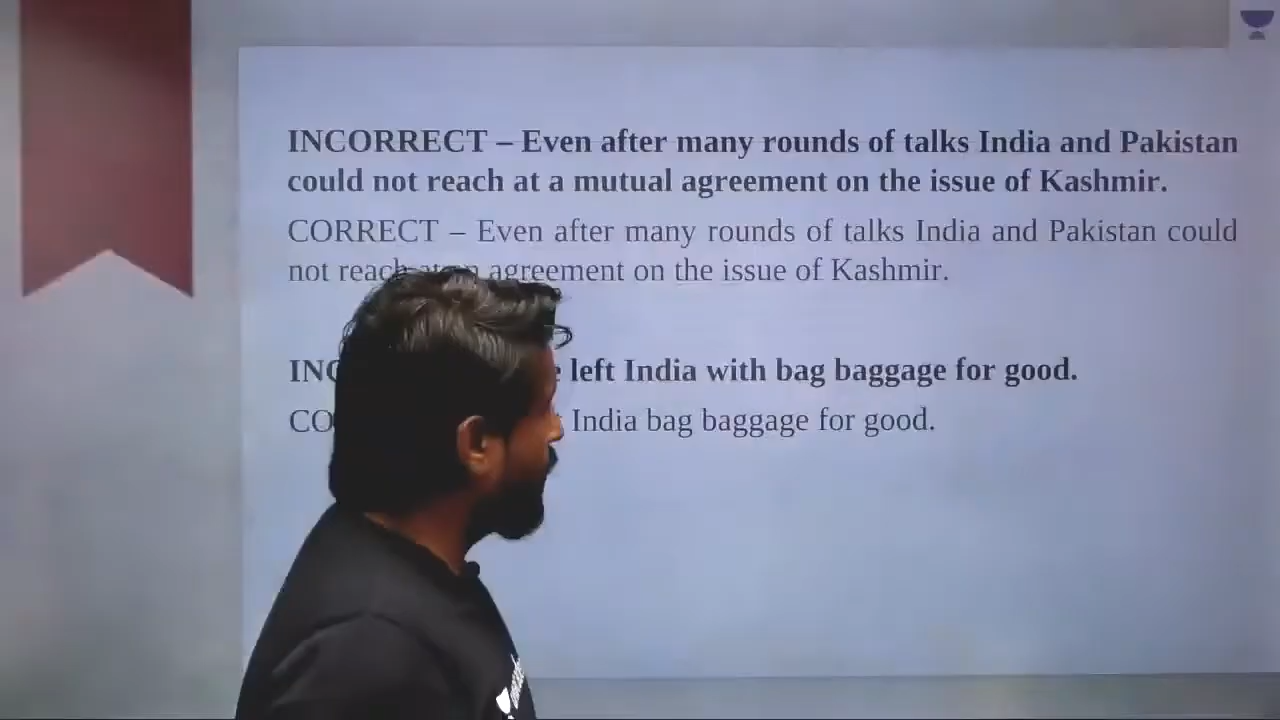 INCORRECT – Even after many rounds of talks India and Pakistan
could not reach at a mutual agreement on the issue of Kashmir.
CORRECT – Even after many rounds of talks India and Pakistan could
not reach agreement on the issue of Kashmir.
left India with bag baggage for good.
India bag baggage for good.